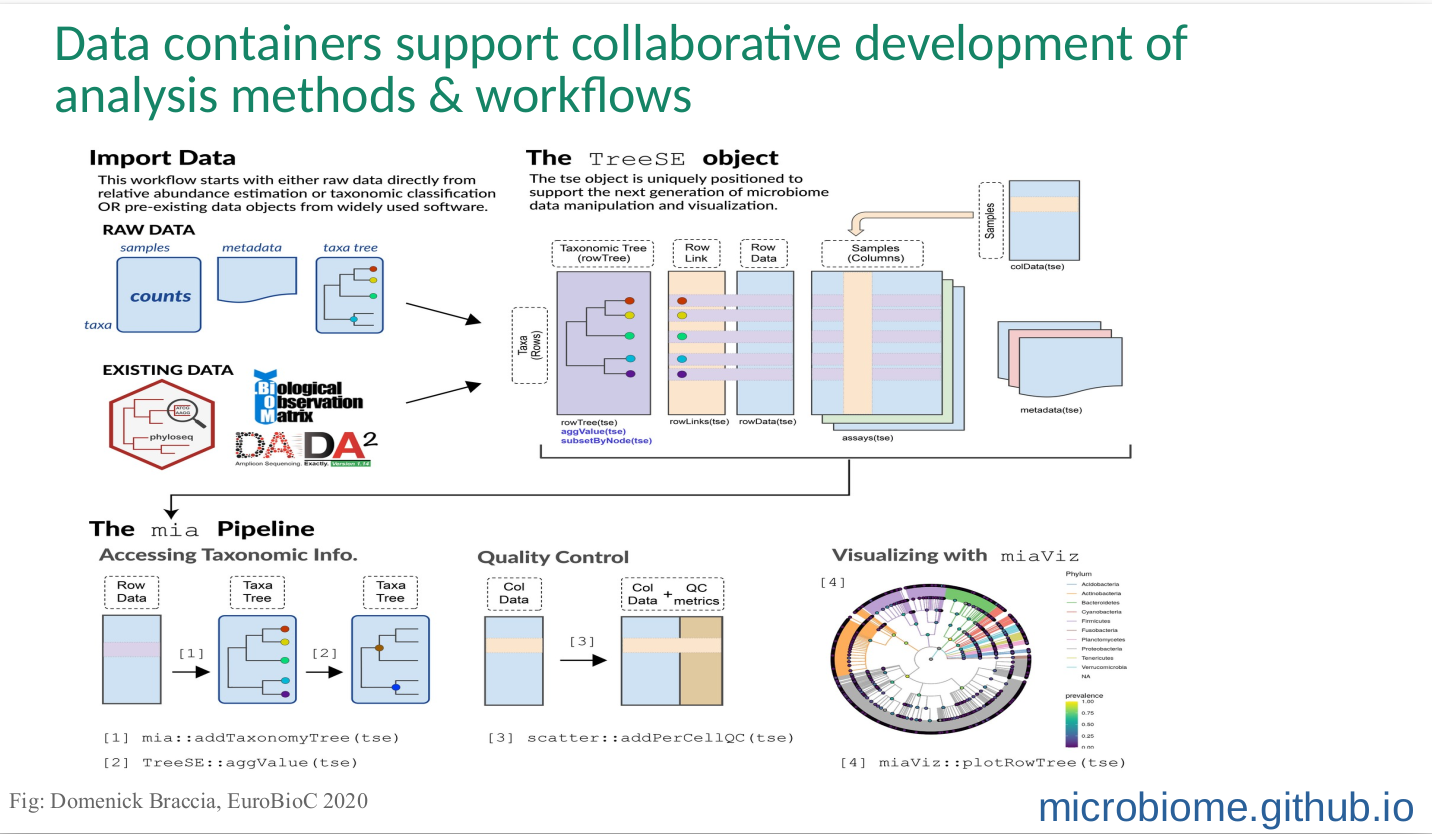 Data containers support collaborative development of
analysis methods & workflows
Import Data
This workflow starts with either raw data directly from
relative abundance estimation or taxonomic classification
OR pre-existing data objects from widely used software.
RAW DATA
samples
metadata
taxa tree
counts
taxa
EXISTING DATA
phyloseq
ATCG
AAGG
Biological
Observation
Matrix
DADA2
Amplicon Sequencing. Exactly. Version 1.14
The TreeSE object
The tse object is uniquely positioned to
support the next generation of microbiome
data manipulation and visualization.
Samples
colData(tse)
Taxonomic Tree
(rowTree)
Row
Link
Row
Data
Samples
(Columns)
Taxa
(Rows)
rowTree(tse)
aggValue(tse)
subsetByNode(tse)
rowLinks(tse)
rowData(tse)
assays(tse)
metadata(tse)
The mia Pipeline
Accessing Taxonomic Info.
Row
Data
Taxa
Tree
Taxa
Tree
[1]
[2]
[1] mia::addTaxonomyTree(tse)
[2] TreeSE::aggValue(tse)
Quality Control
Col
Data
Col
Data
+
QC
metrics
[3]
[3] scatter::addPerCellQC(tse)
Visualizing with miaViz
[4]
Phylum
Acidobacteria
Actinobacteria
Bacteroidetes
Cyanobacteria
Firmicutes
Fusobacteria
Planctomycetes
Proteobacteria
Tenericutes
Verrucomicrobia
NA
prevalence
1.00
0.75
0.50
0.25
0.00
[4] miaViz::plotRowTree(tse)
Fig: Domenick Braccia, EuroBioC 2020
microbiome.github.io